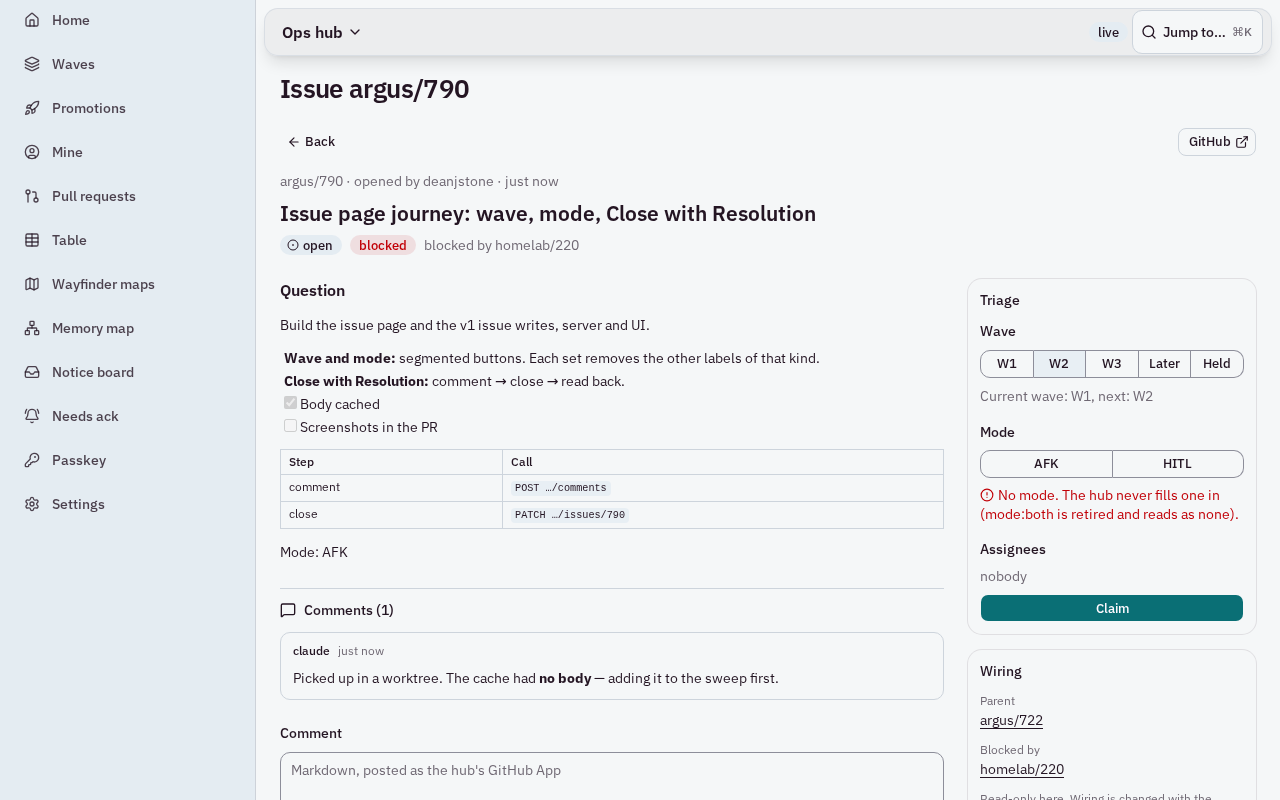 Home
Waves
Promotions
Mine
Pull requests
Table
Wayfinder maps
Memory map
Notice board
Needs ack
Passkey
Settings
Ops hub
live
Jump to... ⌘K
Issue argus/790
Back
GitHub
argus/790 · opened by deanjstone · just now
Issue page journey: wave, mode, Close with Resolution
open
blocked
blocked by homelab/220
Question
Build the issue page and the v1 issue writes, server and UI.
Wave and mode: segmented buttons. Each set removes the other labels of that kind.
Close with Resolution: comment → close → read back.
Body cached
Screenshots in the PR
Step Call
comment POST …/comments
close PATCH …/issues/790
Mode: AFK
Comments (1)
claude just now
Picked up in a worktree. The cache had no body — adding it to the sweep first.
Comment
Markdown, posted as the hub's GitHub App
Triage
Wave
W1 W2 W3 Later Held
Current wave: W1, next: W2
Mode
AFK HITL
No mode. The hub never fills one in
(mode:both is retired and reads as none).
Assignees
nobody
Claim
Wiring
Parent
argus/722
Blocked by
homelab/220
Read-only here. Wiring is changed with the